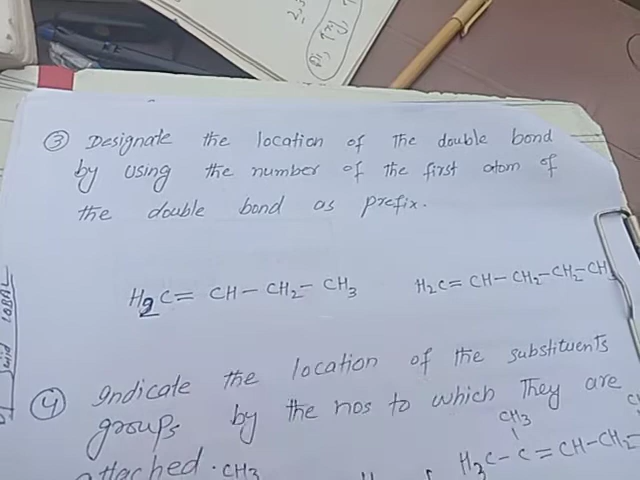 ③ Designate the location of the double bond
by using the number of the first atom of
the double bond as prefix.
H2C= CH- CH2- CH3
H2C= CH- CH2-CH2-CH
④ Indicate the location of the substituents
groups by the nos to which they are
attached.
CH3
CH3
H3C- C = CH-CH2-